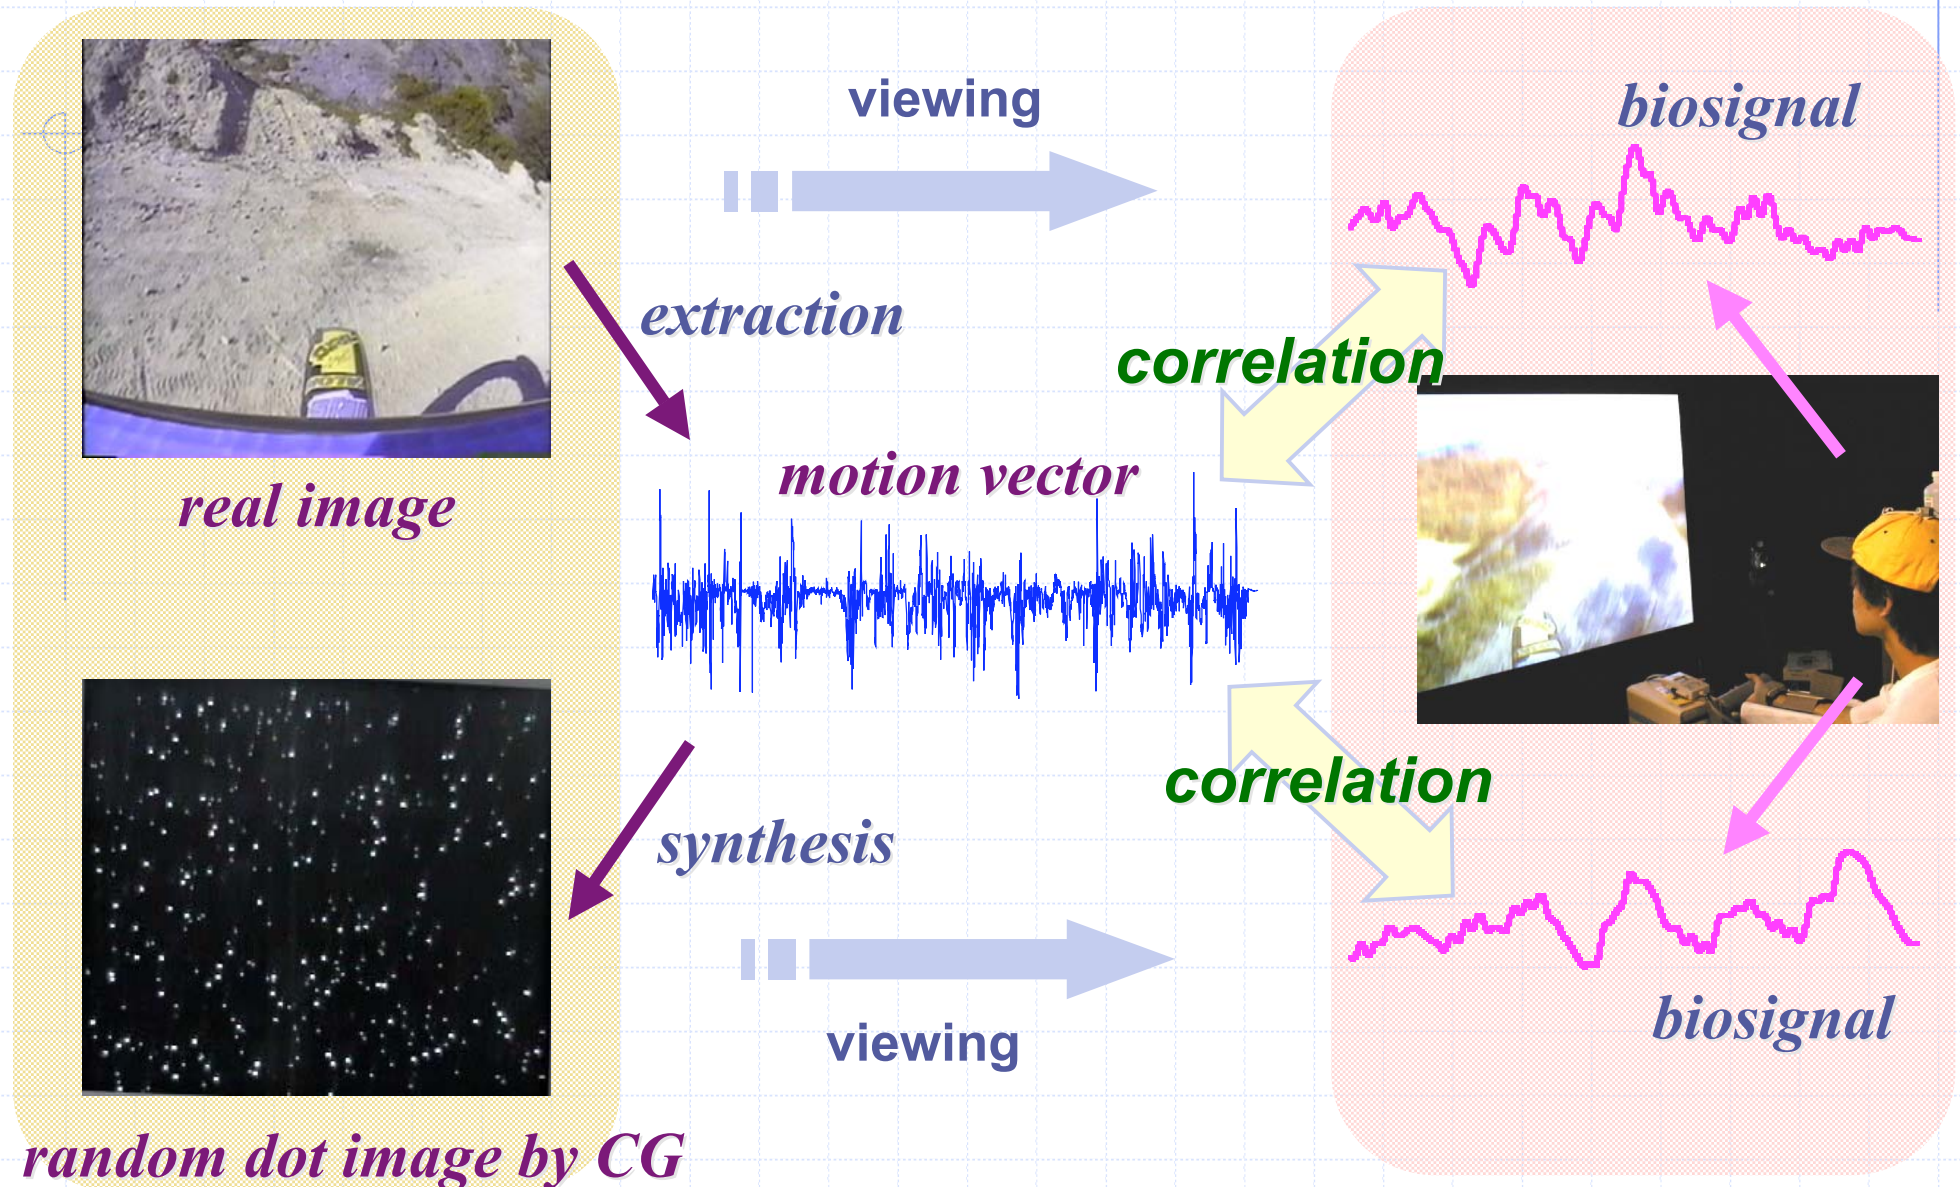 viewing
biosignal
extraction
correlation
motion vector
real image
correlation
synthesis
biosignal
viewing
random dot image by CG